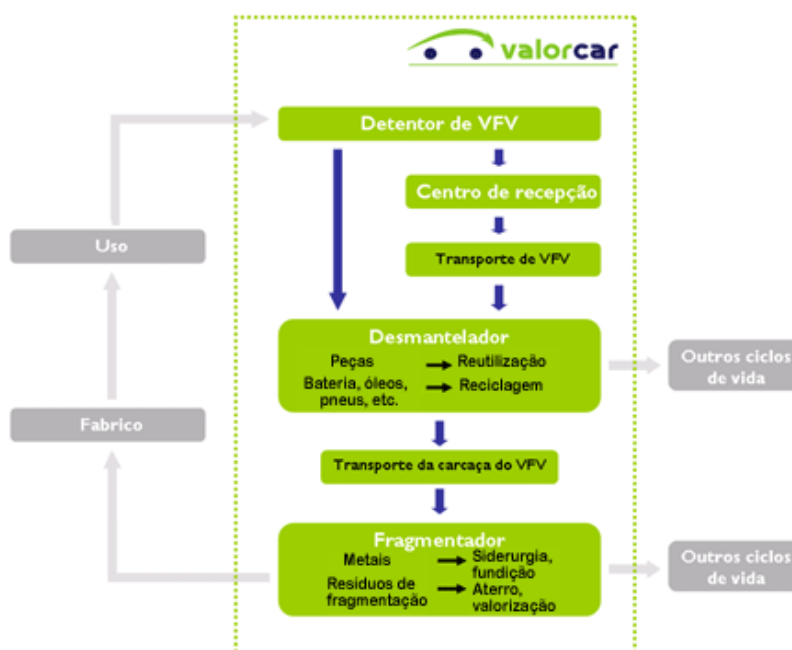 valorcar
Detentor de VFV
Centro de recepção
Uso
Transporte de VFV
Desmantelador
Peças
Reutilização
Bateria, óleos,
pneus, etc.
Reciclagem
Outros ciclos
de vida
Fabrico
Transporte da carcaça do VFV
Fragmentador
Metais
Siderurgia,
fundição
Residuos de
fragmentação
Aterro,
valorização
Outros ciclos
de vida